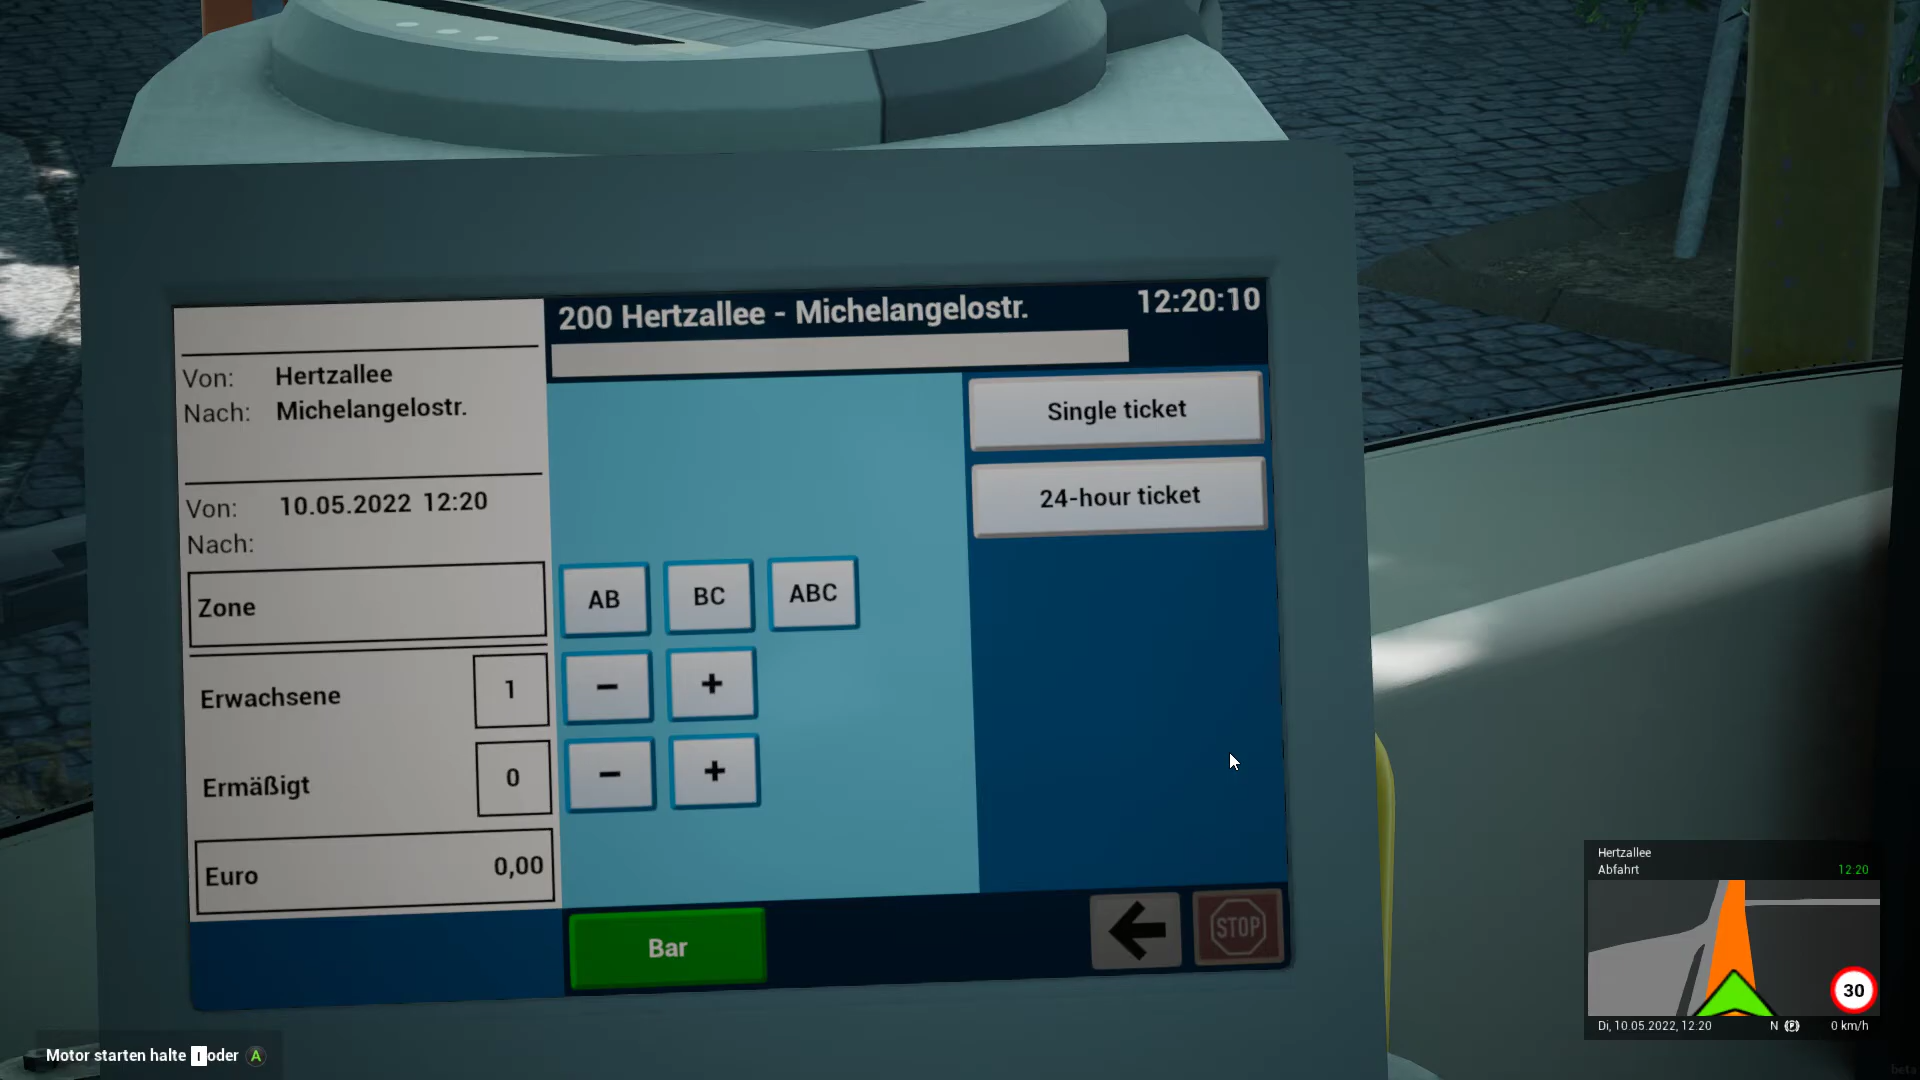 200 Hertzallee - Michelangelostr.
12:20:10
Von: Hertzallee
Nach: Michelangelostr.
Von: 10.05.2022 12:20
Nach:
Zone
Erwachsene 1
Ermäßigt 0
Euro 0,00
AB BC ABC
− +
− +
Single ticket
24-hour ticket
Bar
STOP
Hertzallee
Abfahrt 12:20
30
Di, 10.05.2022, 12:20 N (P) 0 km/h
Motor starten halte I oder A
beta